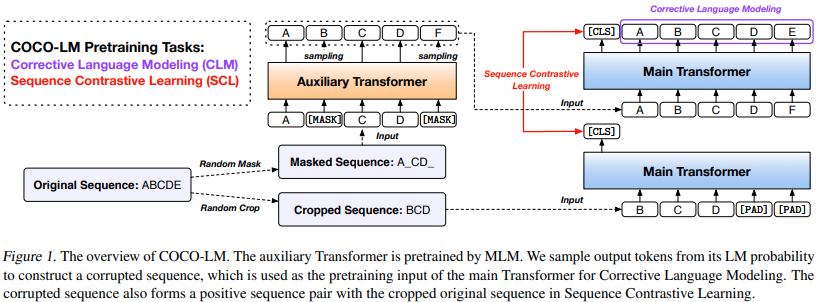 COCO-LM Pretraining Tasks:
Corrective Language Modeling (CLM)
Sequence Contrastive Learning (SCL)
Original Sequence: ABCDE
Random Mask
Random Crop
A B C D F
sampling sampling
Auxiliary Transformer
A [MASK] C D [MASK]
Input
Masked Sequence: A_CD_
Cropped Sequence: BCD
Corrective Language Modeling
[CLS] A B C D E
Main Transformer
Sequence Contrastive
Learning
Input
A B C D F
[CLS]
Main Transformer
Input
B C D [PAD] [PAD]
Figure 1. The overview of COCO-LM. The auxiliary Transformer is pretrained by MLM. We sample output tokens from its LM probability
to construct a corrupted sequence, which is used as the pretraining input of the main Transformer for Corrective Language Modeling. The
corrupted sequence also forms a positive sequence pair with the cropped original sequence in Sequence Contrastive Learning.